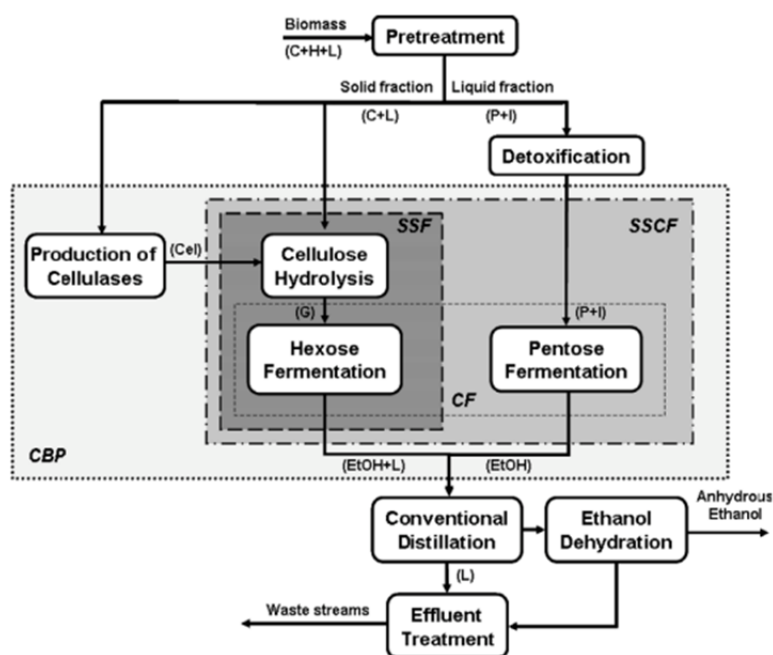 Biomass
(C+H+L)
Pretreatment
Solid fraction
Liquid fraction
(C+L)
(P+I)
Detoxification
SSF
SSCF
Production of
Cellulases
(Cel)
Cellulose
Hydrolysis
(G)
(P+I)
Hexose
Fermentation
Pentose
Fermentation
CF
CBP
(EtOH+L)
(EtOH)
Conventional
Distillation
Ethanol
Dehydration
Anhydrous
Ethanol
(L)
Waste streams
Effluent
Treatment